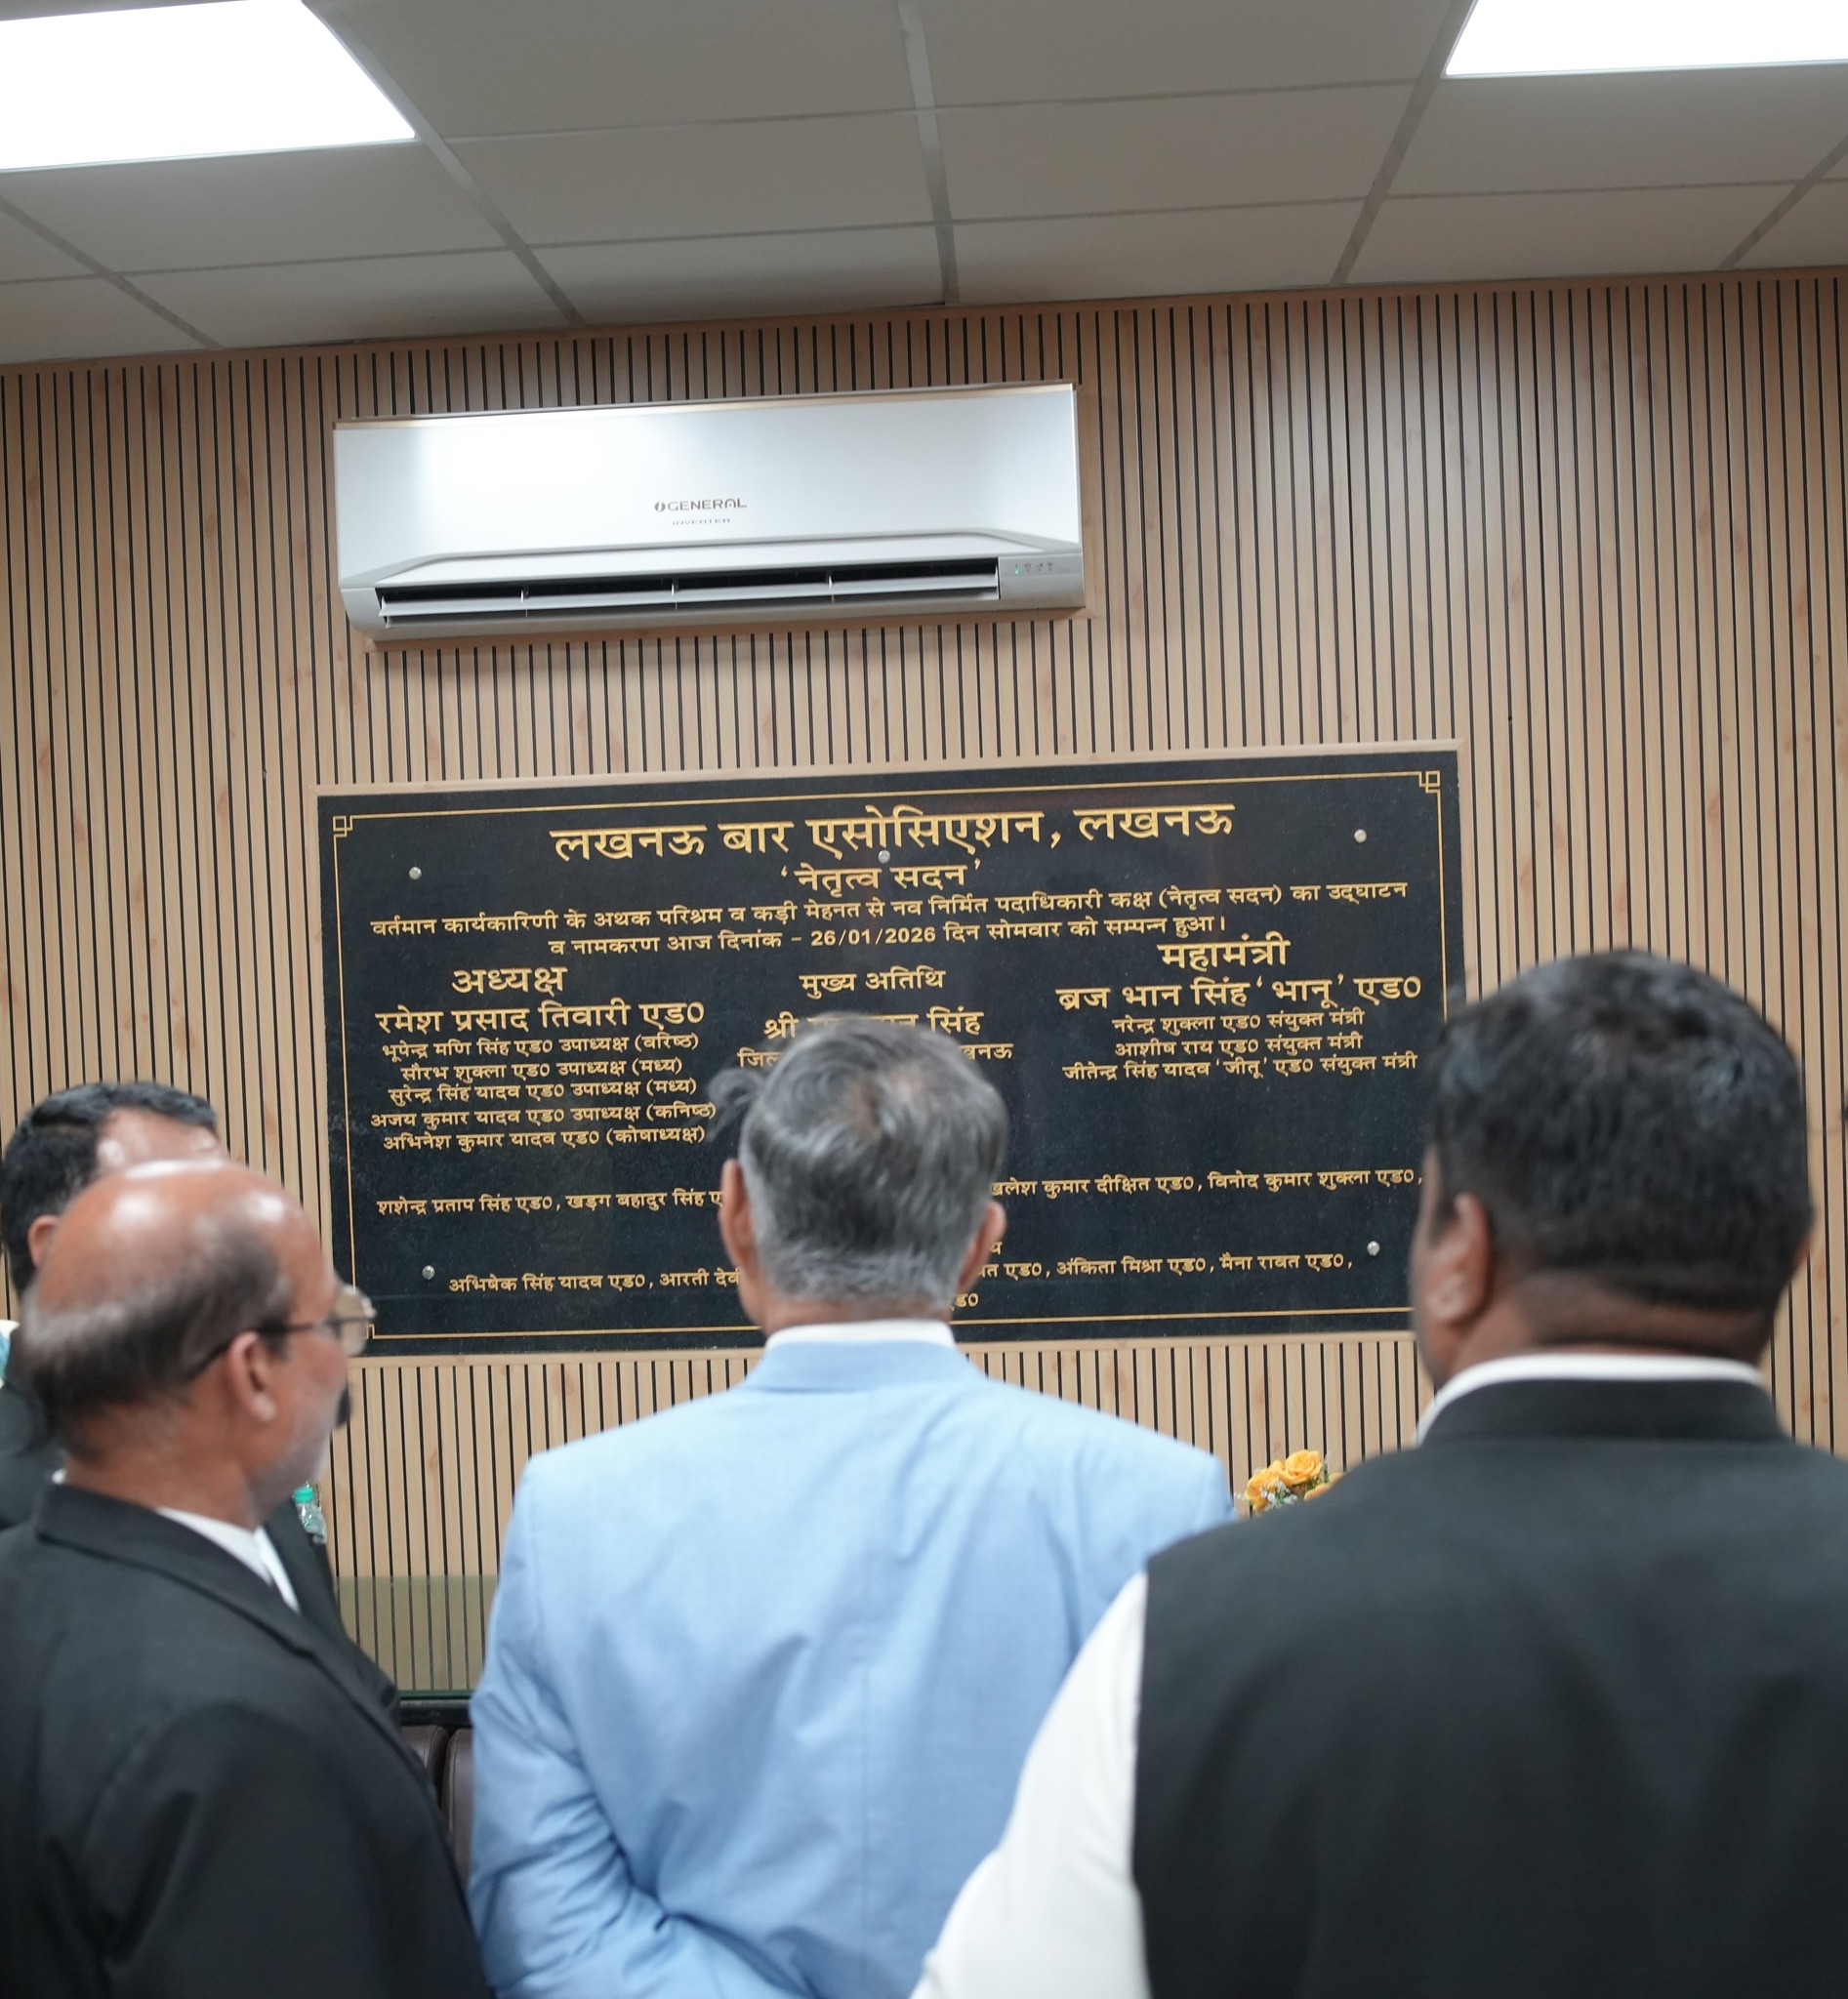 GENERAL
INVERTER
लखनऊ बार एसोसिएशन, लखनऊ
‘नेतृत्व सदन’
वर्तमान कार्यकारिणी के अथक परिश्रम व कड़ी मेहनत से नव निर्मित पदाधिकारी कक्ष (नेतृत्व सदन) का उद्घाटन
व नामकरण आज दिनांक - 26/01/2026 दिन सोमवार को सम्पन्न हुआ।
अध्यक्ष
रमेश प्रसाद तिवारी एड0
भूपेन्द्र मणि सिंह एड0 उपाध्यक्ष (वरिष्ठ)
सौरभ शुक्ला एड0 उपाध्यक्ष (मध्य)
सुरेन्द्र सिंह यादव एड0 उपाध्यक्ष (मध्य)
अजय कुमार यादव एड0 उपाध्यक्ष (कनिष्ठ)
अभिनेश कुमार यादव एड0 (कोषाध्यक्ष)
मुख्य अतिथि
श्री सिंह
महामंत्री
ब्रज भान सिंह ‘भानू’ एड0
नरेन्द्र शुक्ला एड0 संयुक्त मंत्री
आशीष राय एड0 संयुक्त मंत्री
जीतेन्द्र सिंह यादव ‘जीतू’ एड0 संयुक्त मंत्री
शशेन्द्र प्रताप सिंह एड0, खड़ग बहादुर सिंह कुमार दीक्षित एड0, विनोद कुमार शुक्ला एड0,
अभिषेक सिंह यादव एड0, आरती एड0, अंकिता मिश्रा एड0, मैना रावत एड0,